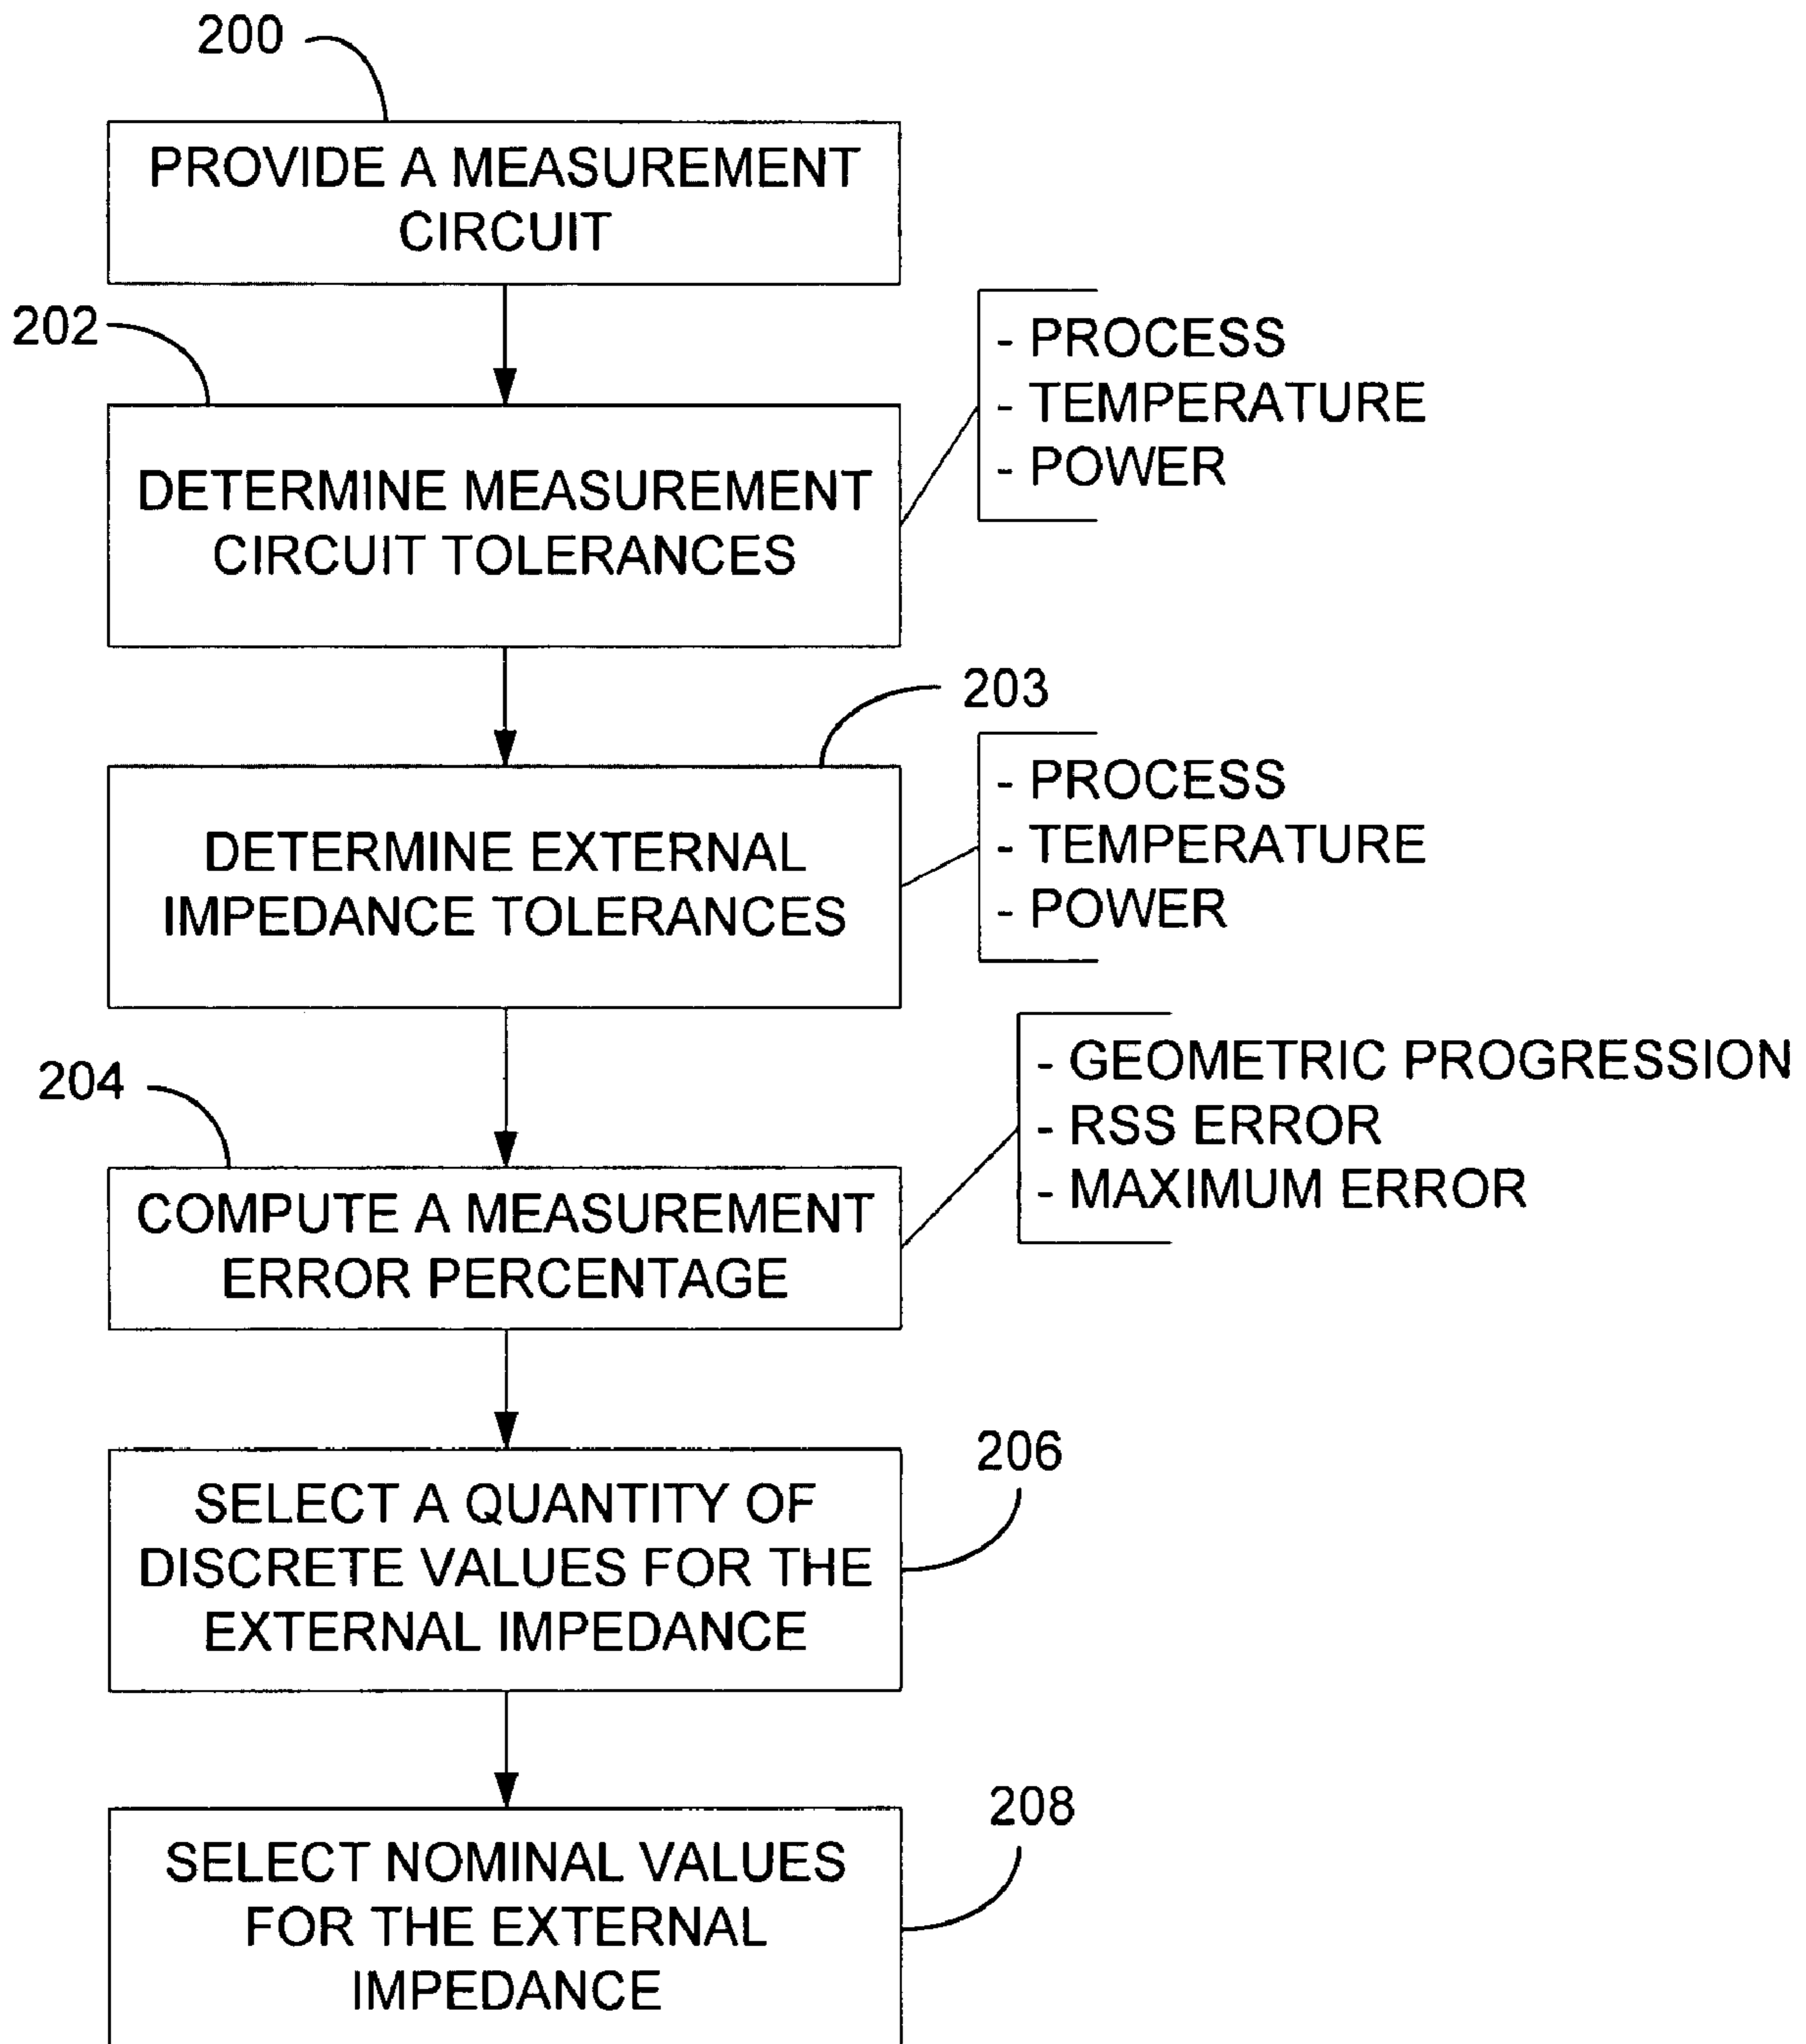 200
PROVIDE A MEASUREMENT
CIRCUIT
202
DETERMINE MEASUREMENT
CIRCUIT TOLERANCES
- PROCESS
- TEMPERATURE
- POWER
203
DETERMINE EXTERNAL
IMPEDANCE TOLERANCES
- PROCESS
- TEMPERATURE
- POWER
204
COMPUTE A MEASUREMENT
ERROR PERCENTAGE
- GEOMETRIC PROGRESSION
- RSS ERROR
- MAXIMUM ERROR
206
SELECT A QUANTITY OF
DISCRETE VALUES FOR THE
EXTERNAL IMPEDANCE
208
SELECT NOMINAL VALUES
FOR THE EXTERNAL
IMPEDANCE